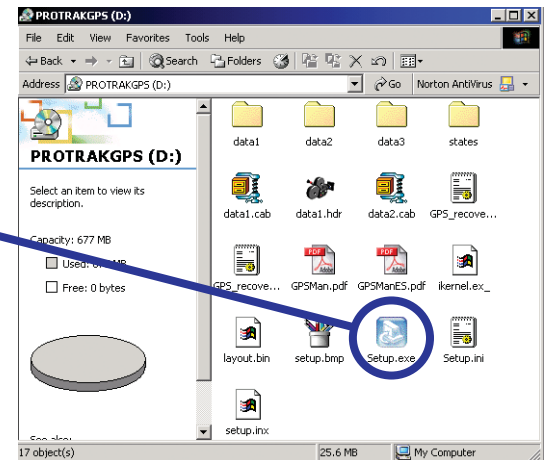 PROTRAKGPS (D:)
File Edit View Favorites Tools Help
Back Search Folders
Address PROTRAKGPS (D:) Go Norton AntiVirus
PROTRAKGPS (D:)
Select an item to view its
description.
Capacity: 677 MB
Used: MB
Free: 0 bytes
data1 data2 data3 states
data1.cab data1.hdr data2.cab GPS_recove...
GPS_recove... GPSMan.pdf GPSManES.pdf ikernel.ex_
layout.bin setup.bmp Setup.exe Setup.ini
setup.inx
17 object(s) 25.6 MB My Computer